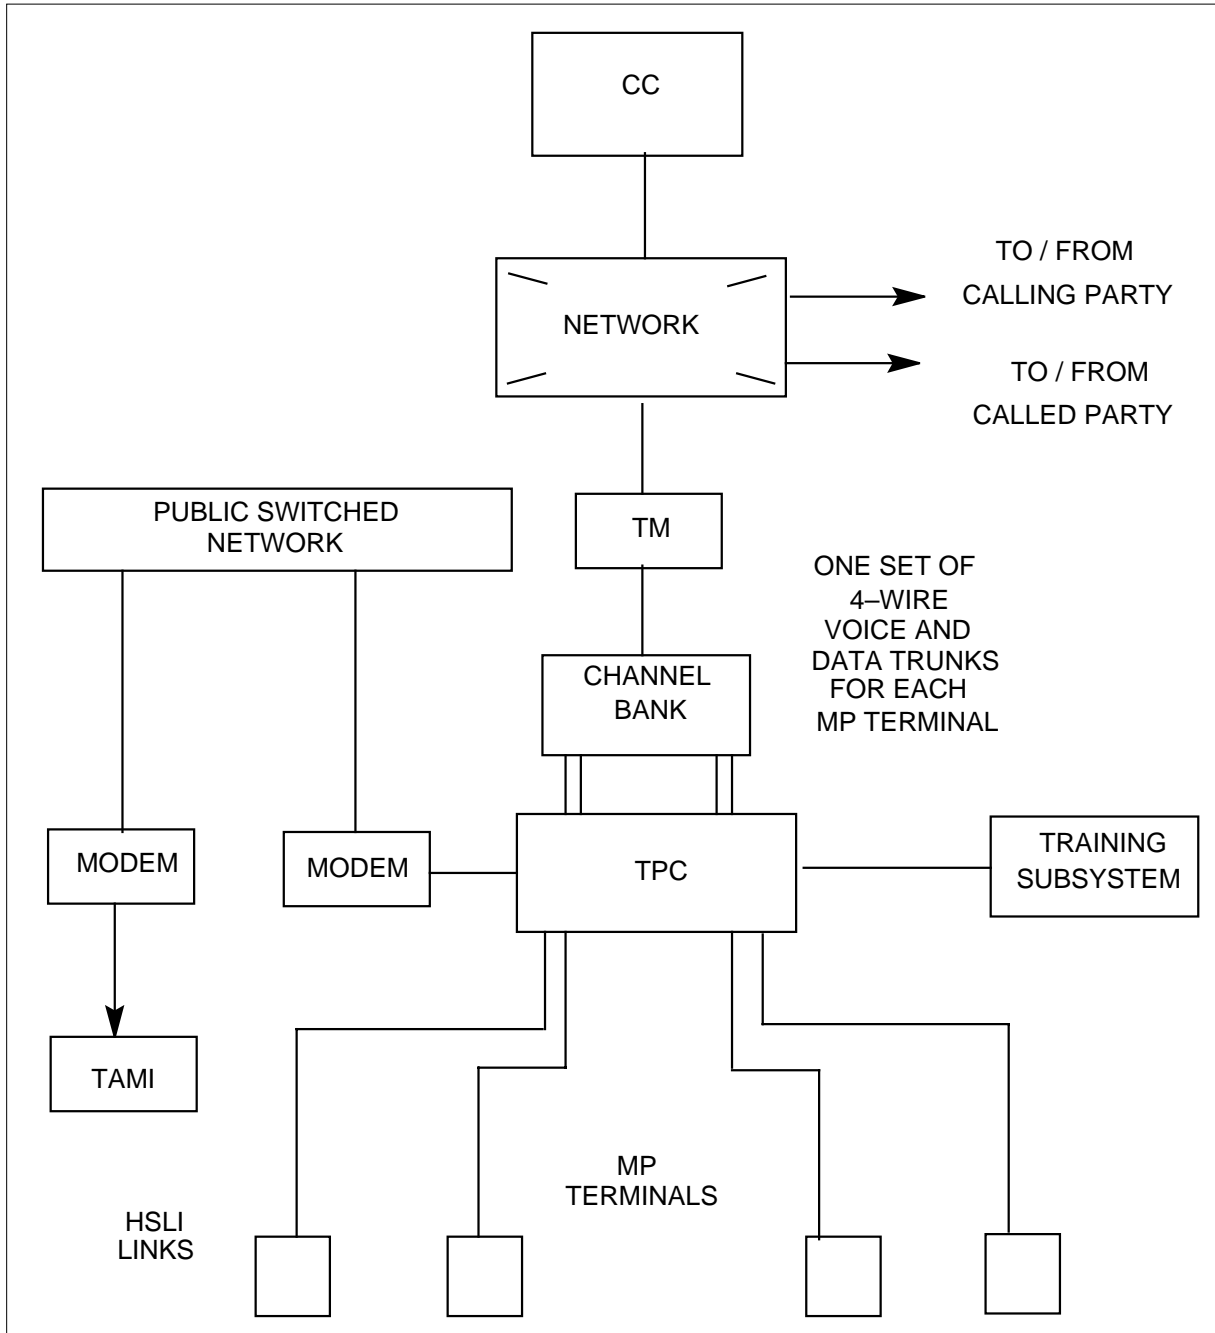 CC
TO / FROM
CALLING PARTY
NETWORK
TO / FROM
CALLED PARTY
PUBLIC SWITCHED
NETWORK
TM
ONE SET OF
4–WIRE
VOICE AND
DATA TRUNKS
FOR EACH
MP TERMINAL
CHANNEL
BANK
MODEM
MODEM
TPC
TRAINING
SUBSYSTEM
TAMI
MP
TERMINALS
HSLI
LINKS